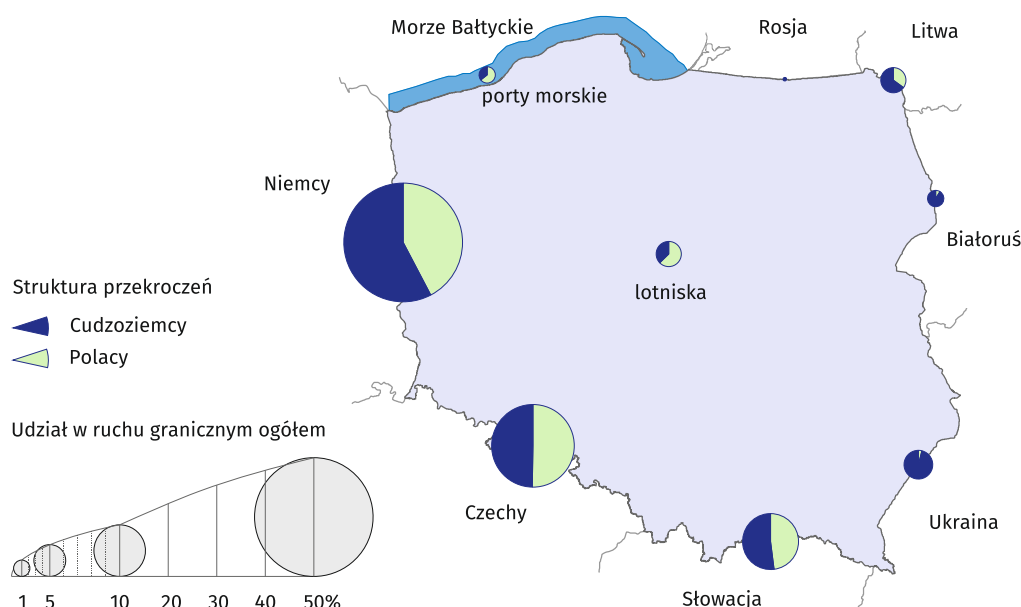 Morze Bałtyckie
Rosja
Litwa
porty morskie
Niemcy
Białoruś
lotniska
Struktura przekroczeń
Cudzoziemcy
Polacy
Udział w ruchu granicznym ogółem
Czechy
Ukraina
Słowacja
1 5 10 20 30 40 50%